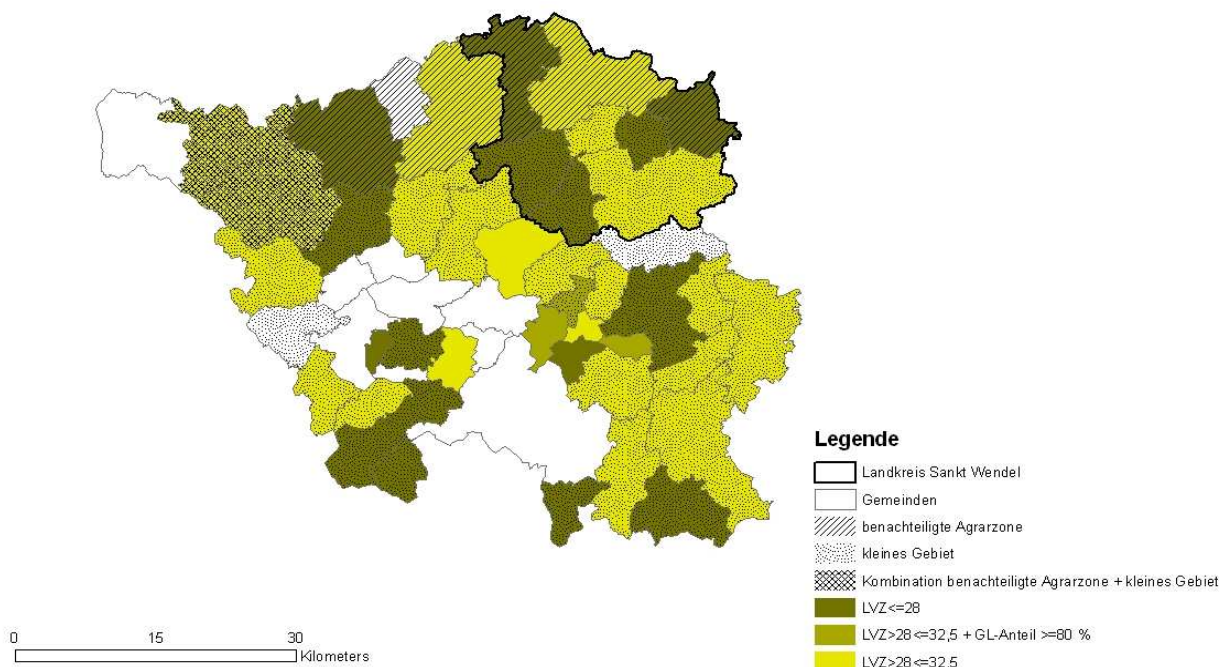 Legende
Landkreis Sankt Wendel
Gemeinden
benachteiligte Agrarzone
kleines Gebiet
Kombination benachteiligte Agrarzone + kleines Gebiet
LVZ<=28
LVZ>28<=32,5 + GL-Anteil >=80 %
LVZ>28<=32,5
0 15 30
Kilometers